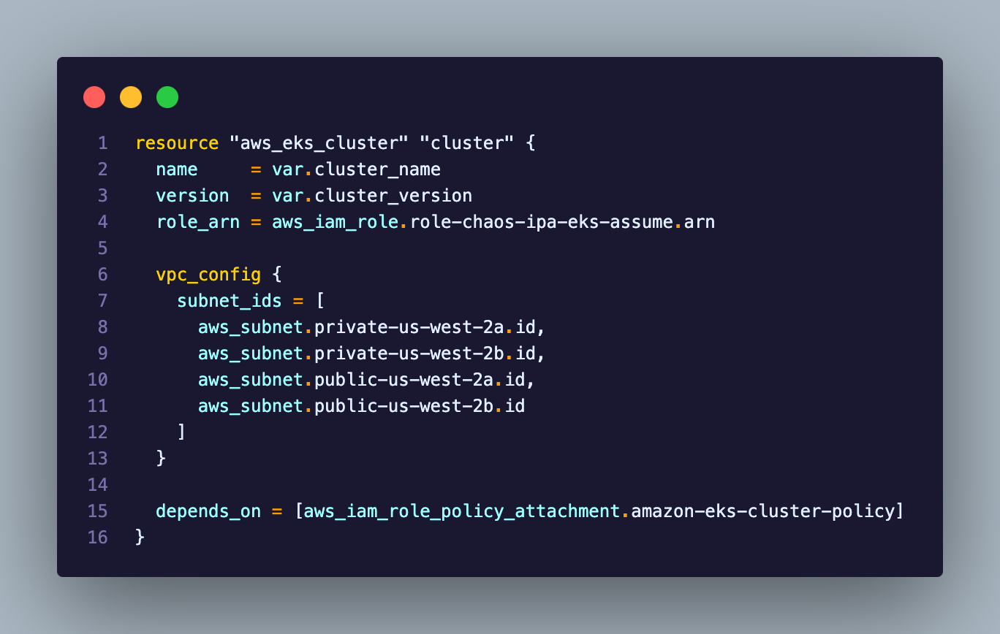 1 resource "aws_eks_cluster" "cluster" {
2   name     = var.cluster_name
3   version  = var.cluster_version
4   role_arn = aws_iam_role.role-chaos-ipa-eks-assume.arn
5
6   vpc_config {
7     subnet_ids = [
8       aws_subnet.private-us-west-2a.id,
9       aws_subnet.private-us-west-2b.id,
10       aws_subnet.public-us-west-2a.id,
11       aws_subnet.public-us-west-2b.id
12     ]
13   }
14
15   depends_on = [aws_iam_role_policy_attachment.amazon-eks-cluster-policy]
16 }